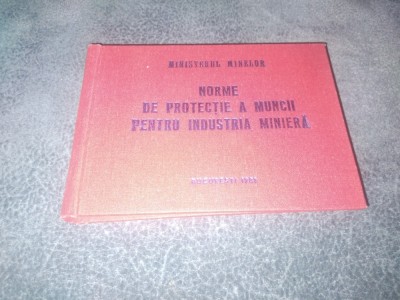 MINISTERUL MINELOR
NORME
DE PROTECȚIE A MUNCII
PENTRU INDUSTRIA MINIERĂ